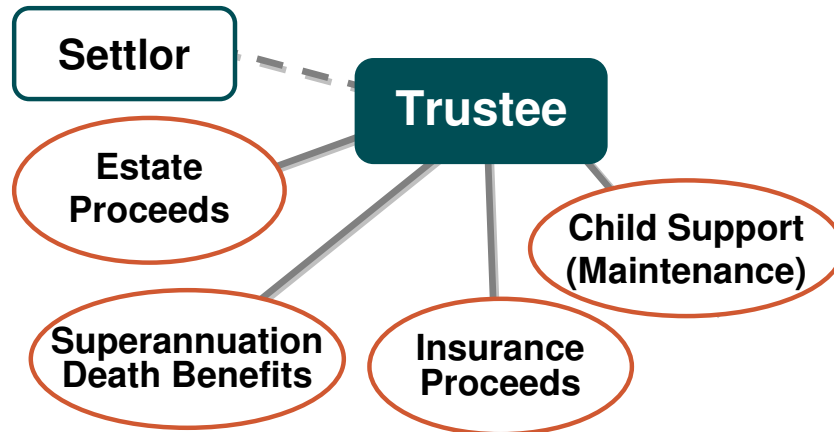 Settlor
Trustee
Estate
Proceeds
Child Support
(Maintenance)
Superannuation
Death Benefits
Insurance
Proceeds